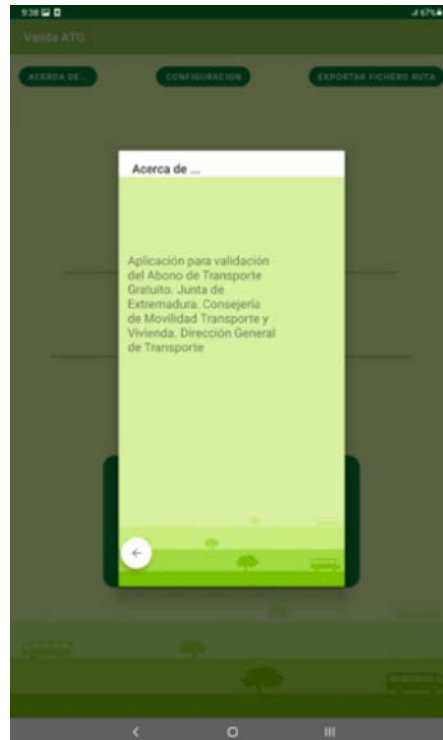 9:38
67%
Venta ATG
ACERCA DE...
CONFIGURACION
EXPORTAR FICHERO RUTA
Acerca de ...
Aplicación para validación
del Abono de Transporte
Gratuito. Junta de
Extremadura. Consejería
de Movilidad Transporte y
Vivienda. Dirección General
de Transporte